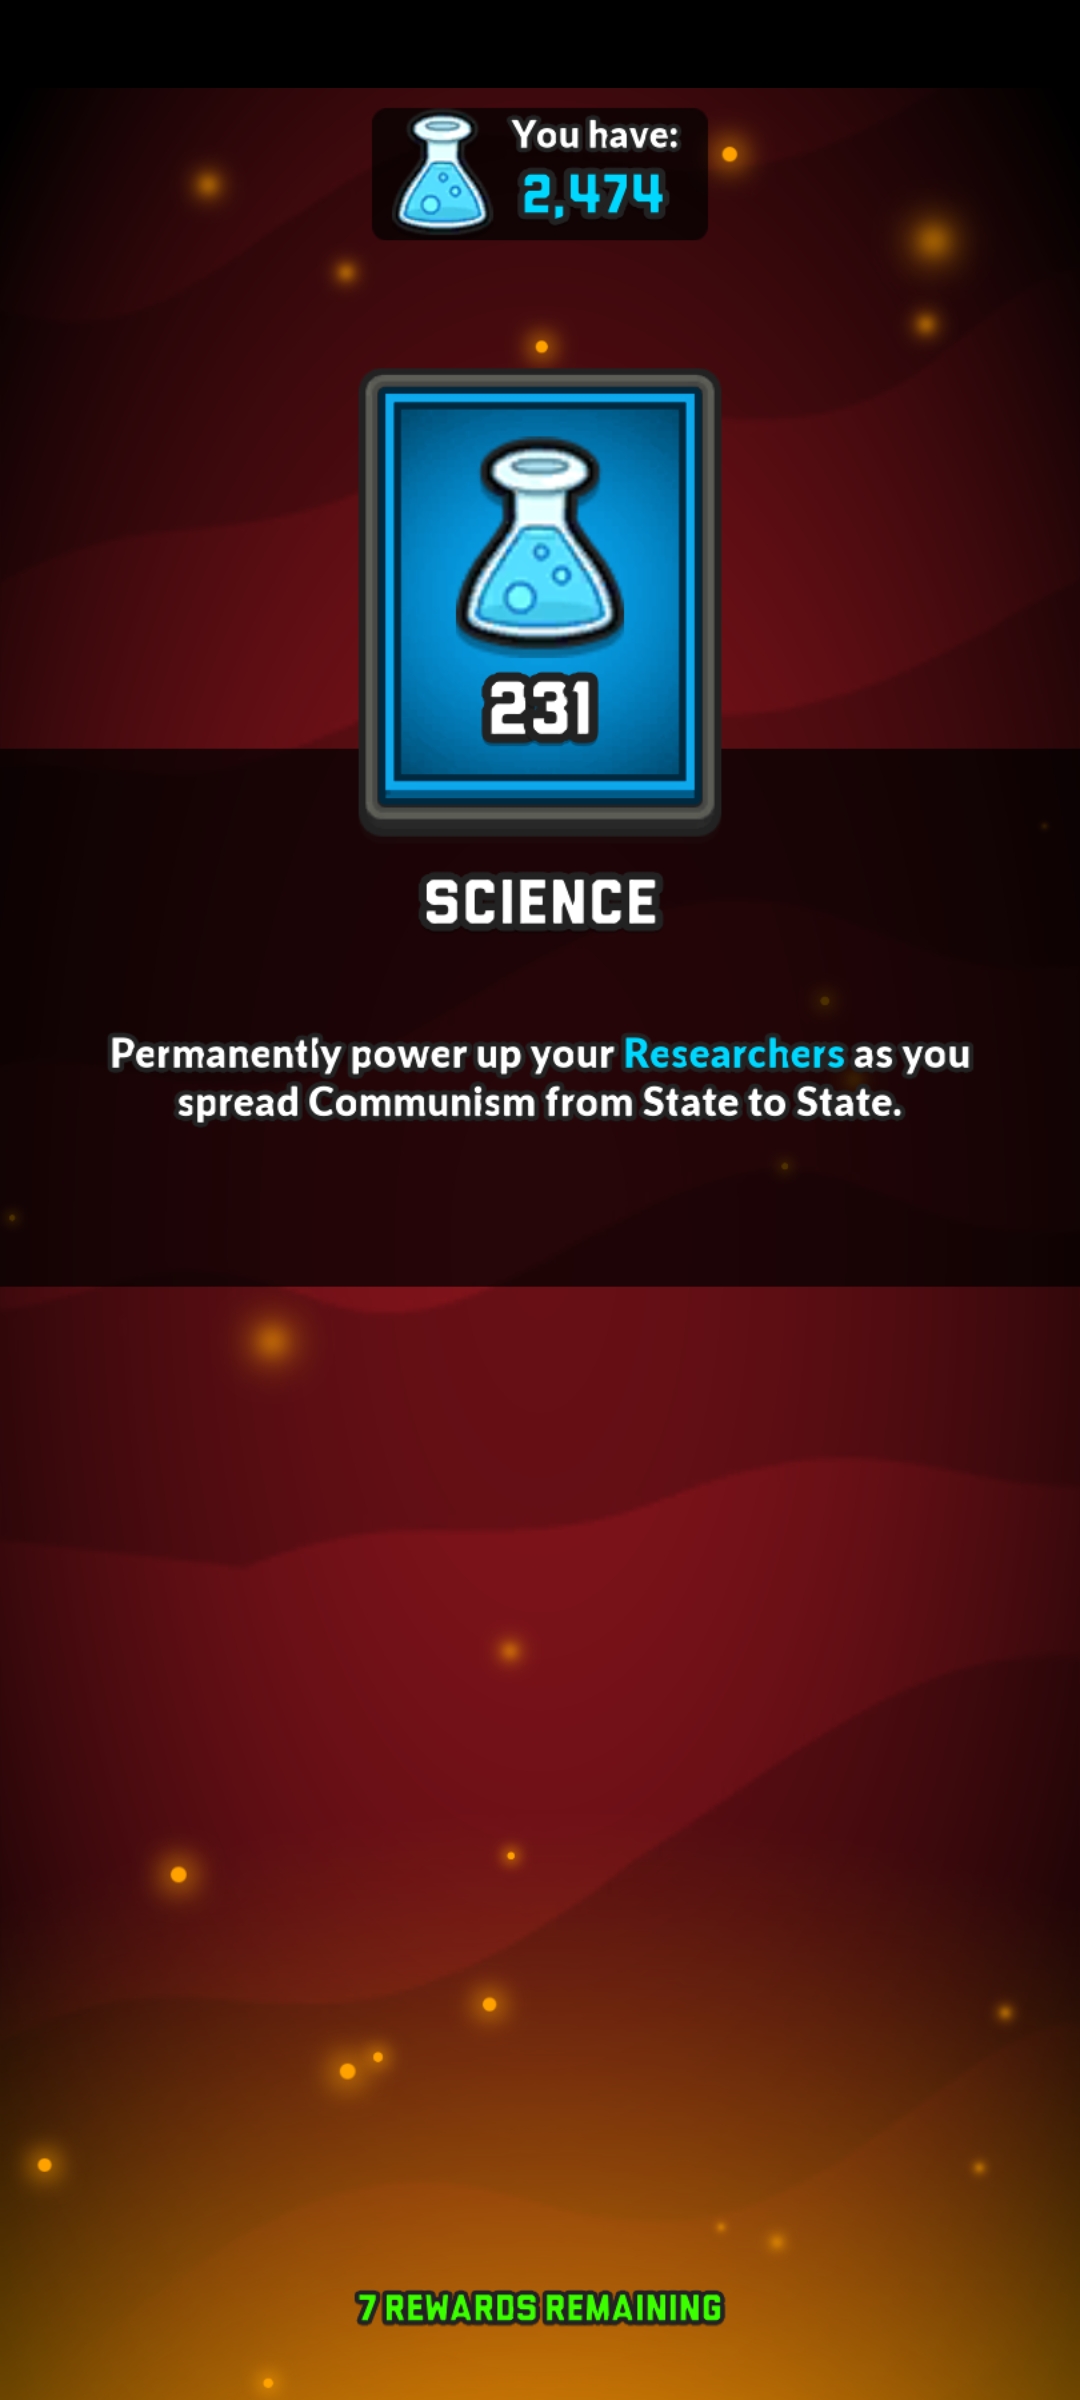 You have:
2,474
231
SCIENCE
Permanently power up your Researchers as you
spread Communism from State to State.
7 REWARDS REMAINING